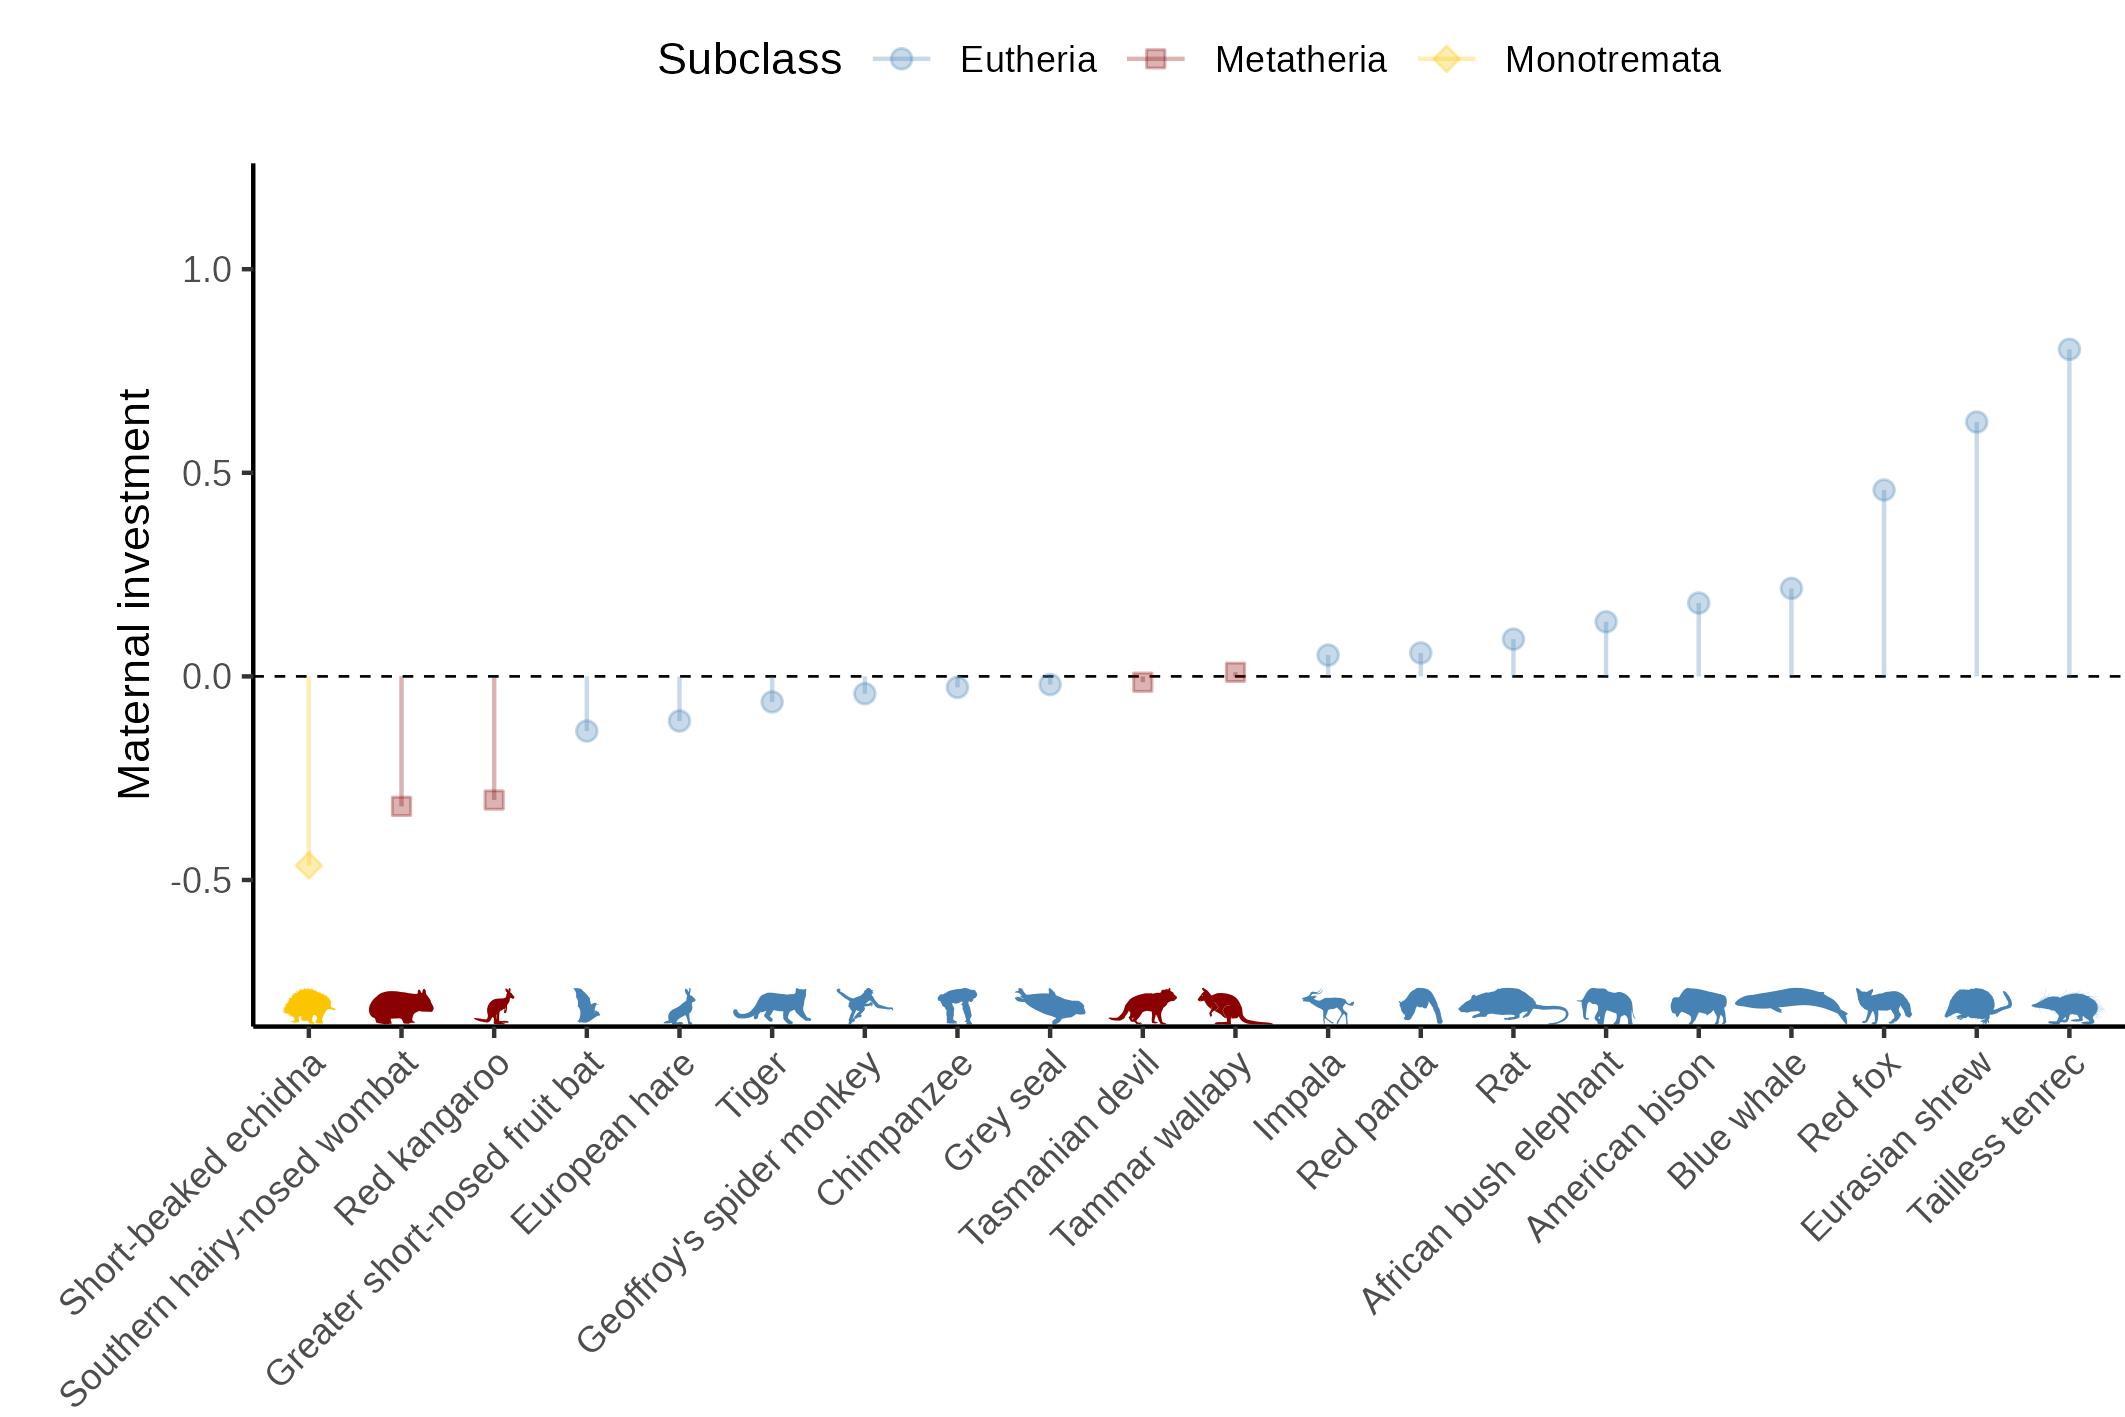 Subclass Eutheria Metatheria Monotremata
Maternal investment
1.0
0.5
0.0
-0.5
Short-beaked echidna
Southern hairy-nosed wombat
Red kangaroo
Greater short-nosed fruit bat
European hare
Tiger
Geoffroy's spider monkey
Chimpanzee
Grey seal
Tasmanian devil
Tammar wallaby
Impala
Red panda
Rat
African bush elephant
American bison
Blue whale
Red fox
Eurasian shrew
Tailless tenrec